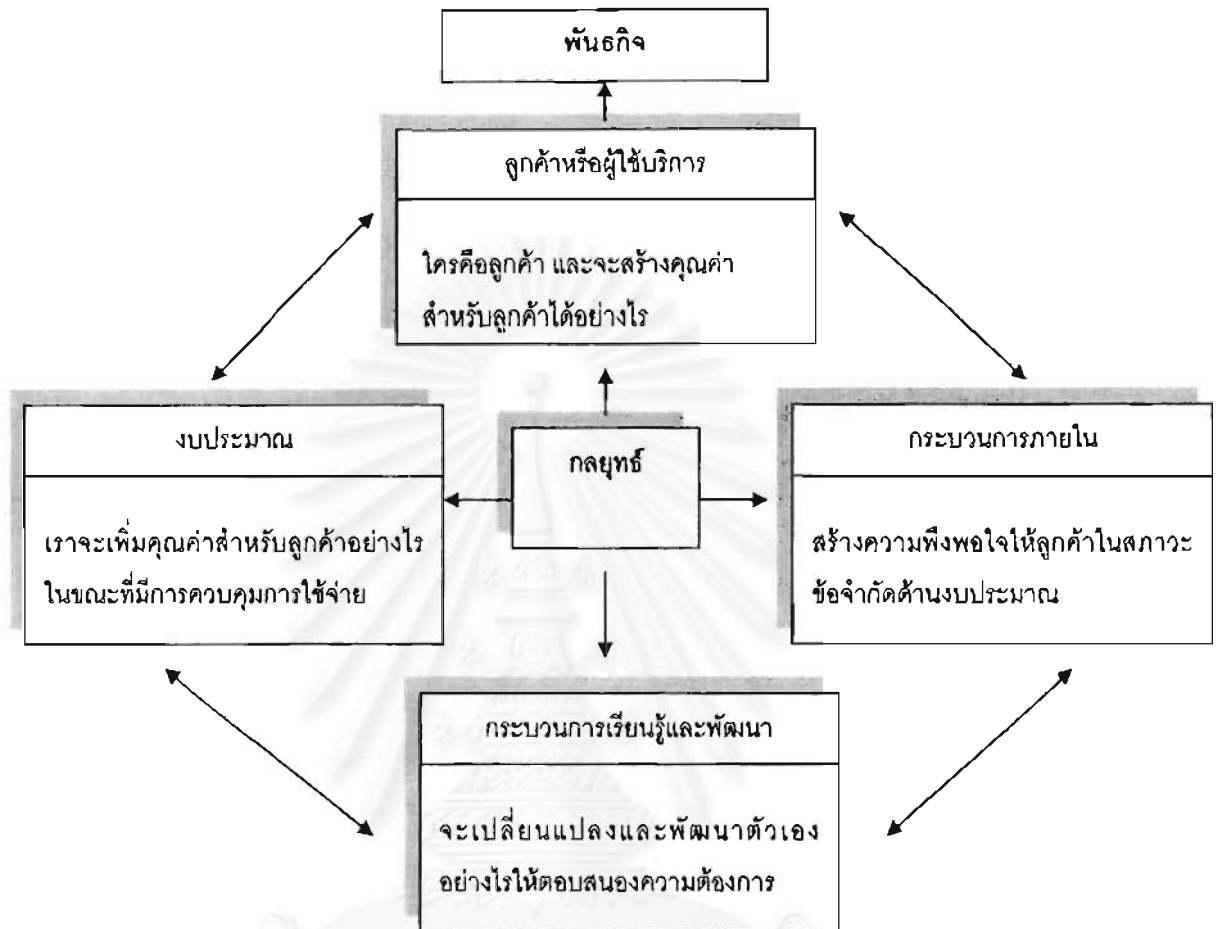 พันธกิจ
ลูกค้าหรือผู้ใช้บริการ
ใครคือลูกค้า และจะสร้างคุณค่า
สำหรับลูกค้าได้อย่างไร
งบประมาณ
เราจะเพิ่มคุณค่าสำหรับลูกค้าอย่างไร
ในขณะที่มีการควบคุมการใช้จ่าย
กลยุทธ์
กระบวนการภายใน
สร้างความพึงพอใจให้ลูกค้าในสภาวะ
ข้อจำกัดด้านงบประมาณ
กระบวนการเรียนรู้และพัฒนา
จะเปลี่ยนแปลงและพัฒนาตัวเอง
อย่างไรให้ตอบสนองความต้องการ